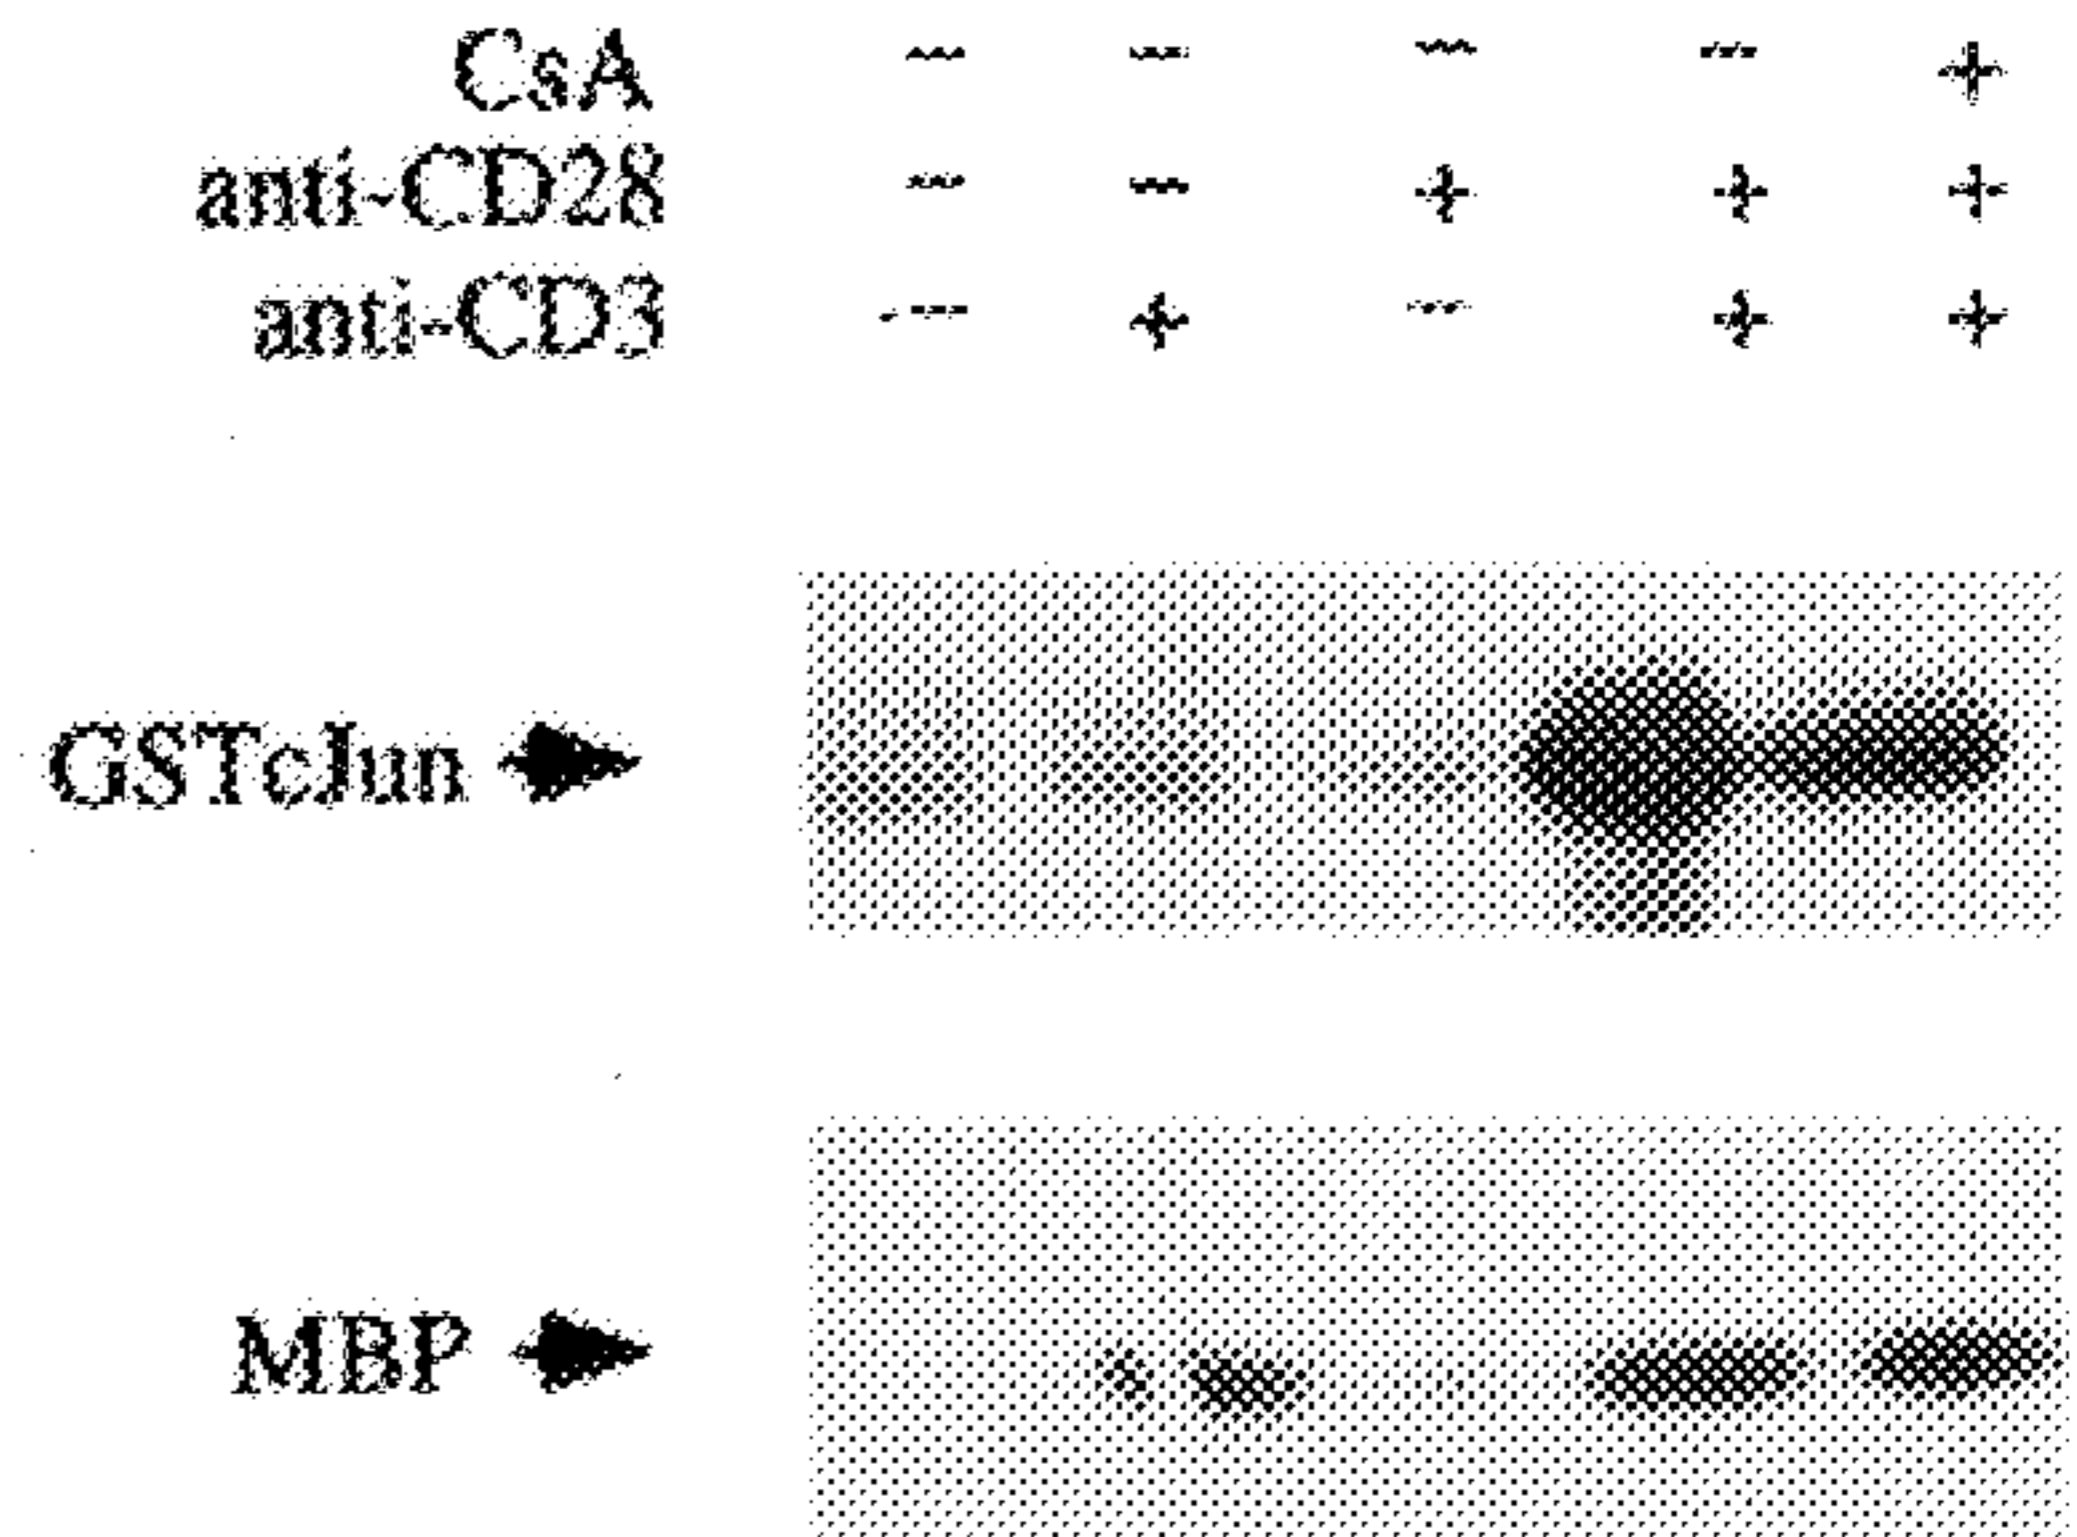 CsA - - - - +
anti-CD28 - - + + +
anti-CD3 - + - + +
GSTcJun
MBP